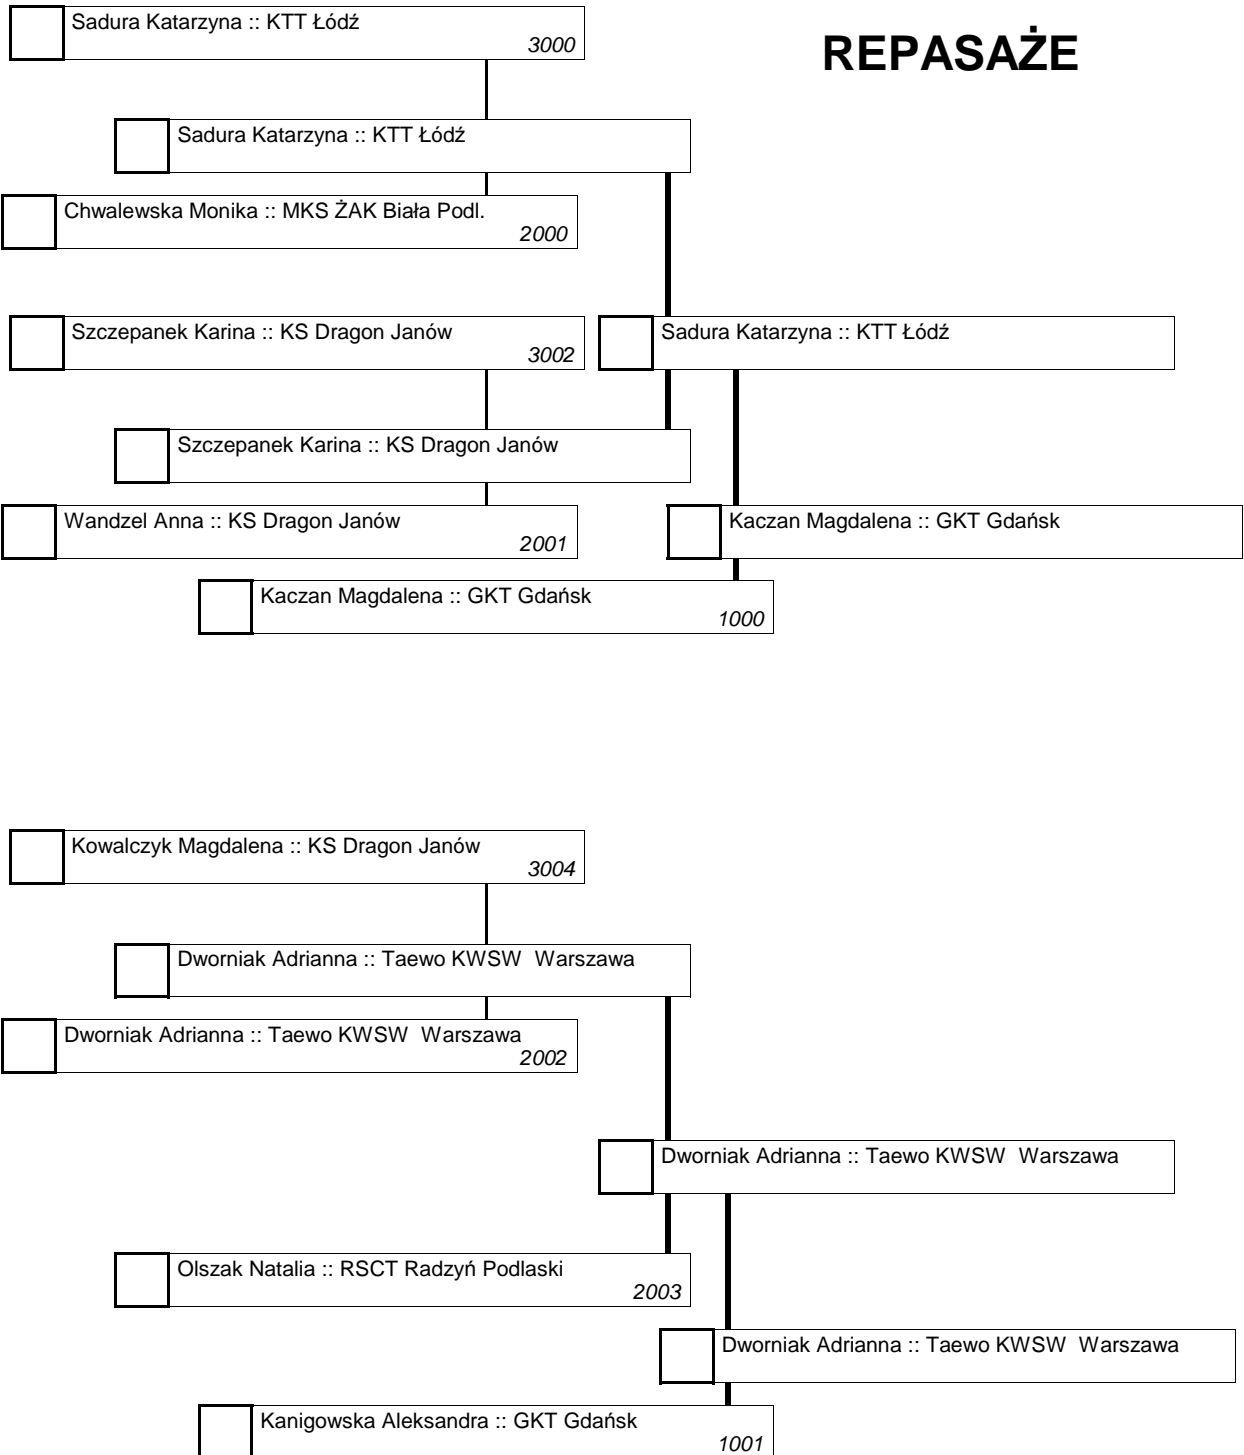 Sadura Katarzyna :: KTT Łódź
3000
REPASAŻE
Sadura Katarzyna :: KTT Łódź
Chwalewska Monika :: MKS ŻAK Biała Podl.
2000
Szczepanek Karina :: KS Dragon Janów
3002
Sadura Katarzyna :: KTT Łódź
Szczepanek Karina :: KS Dragon Janów
Wandzel Anna :: KS Dragon Janów
2001
Kaczan Magdalena :: GKT Gdańsk
Kaczan Magdalena :: GKT Gdańsk
1000
Kowalczyk Magdalena :: KS Dragon Janów
3004
Dworniak Adrianna :: Taewo KWSW  Warszawa
Dworniak Adrianna :: Taewo KWSW  Warszawa
2002
Dworniak Adrianna :: Taewo KWSW  Warszawa
Olszak Natalia :: RSCT Radzyń Podlaski
2003
Dworniak Adrianna :: Taewo KWSW  Warszawa
Kanigowska Aleksandra :: GKT Gdańsk
1001